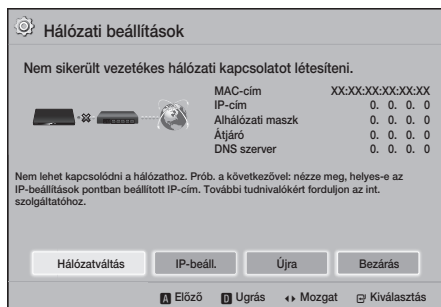 Hálózati beállítások
Nem sikerült vezetékes hálózati kapcsolatot létesíteni.
MAC-cím XX:XX:XX:XX:XX:XX
IP-cím 0. 0. 0. 0
Alhálózati maszk 0. 0. 0. 0
Átjáró 0. 0. 0. 0
DNS szerver 0. 0. 0. 0
Nem lehet kapcsolódni a hálózathoz. Prób. a következővel: nézze meg, helyes-e az
IP-beállítások pontban beállított IP-cím. További tudnivalókért forduljon az int.
szolgáltatóhoz.
Hálózatváltás IP-beáll. Újra Bezárás
A Előző D Ugrás Mozgat Kiválasztás